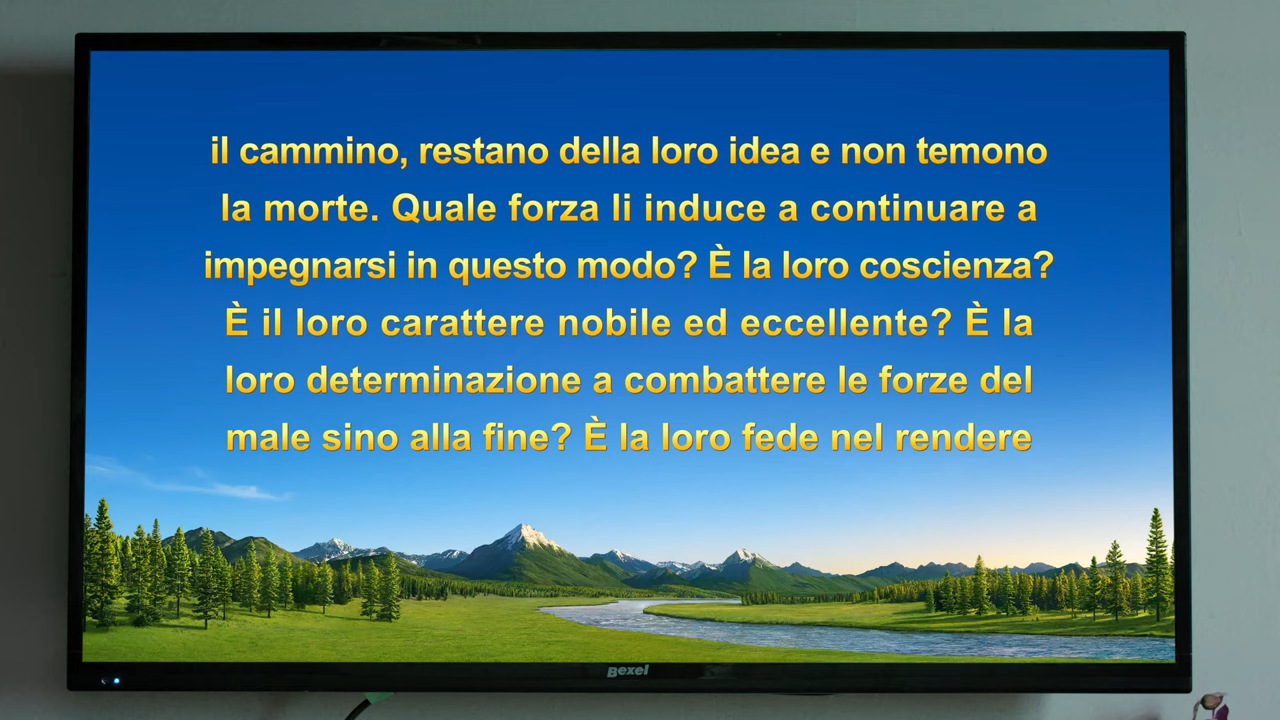 il cammino, restano della loro idea e non temono
la morte. Quale forza li induce a continuare a
impegnarsi in questo modo? È la loro coscienza?
È il loro carattere nobile ed eccellente? È la
loro determinazione a combattere le forze del
male sino alla fine? È la loro fede nel rendere
Bexel